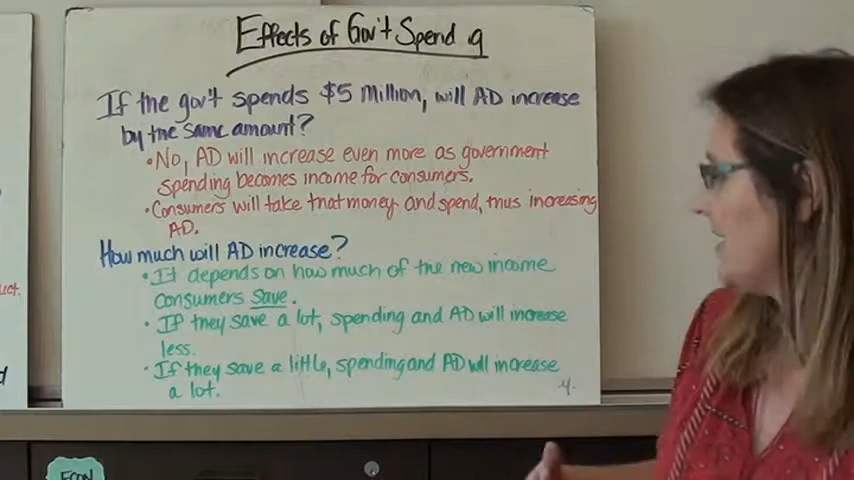 Effects of Gov't Spend g
If the gov't spends $5 Million, will AD increase
by the same amount?
•No, AD will increase even more as government
spending becomes income for consumers.
•Consumers will take that money and spend, thus increasing
AD.
How much will AD increase?
•It depends on how much of the new income
consumers save.
•If they save a lot, spending and AD will increase
less.
•If they save a little, spending and AD will increase
a lot.
4.
uct.
d
ECON